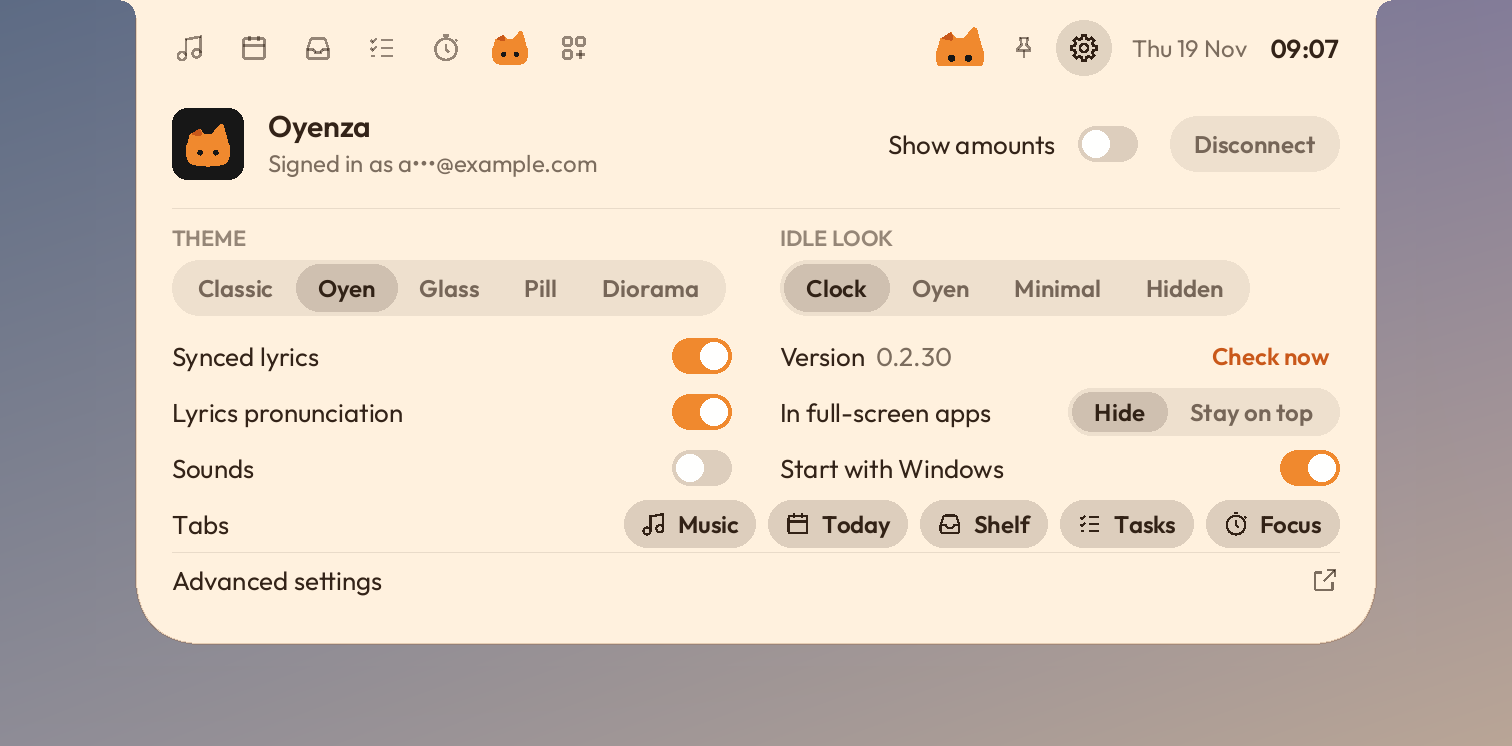 Thu 19 Nov 09:07
Oyenza
Signed in as a•••@example.com
Show amounts
Disconnect
THEME
Classic Oyen Glass Pill Diorama
IDLE LOOK
Clock Oyen Minimal Hidden
Synced lyrics
Version 0.2.30 Check now
Lyrics pronunciation
In full-screen apps Hide Stay on top
Sounds
Start with Windows
Tabs Music Today Shelf Tasks Focus
Advanced settings